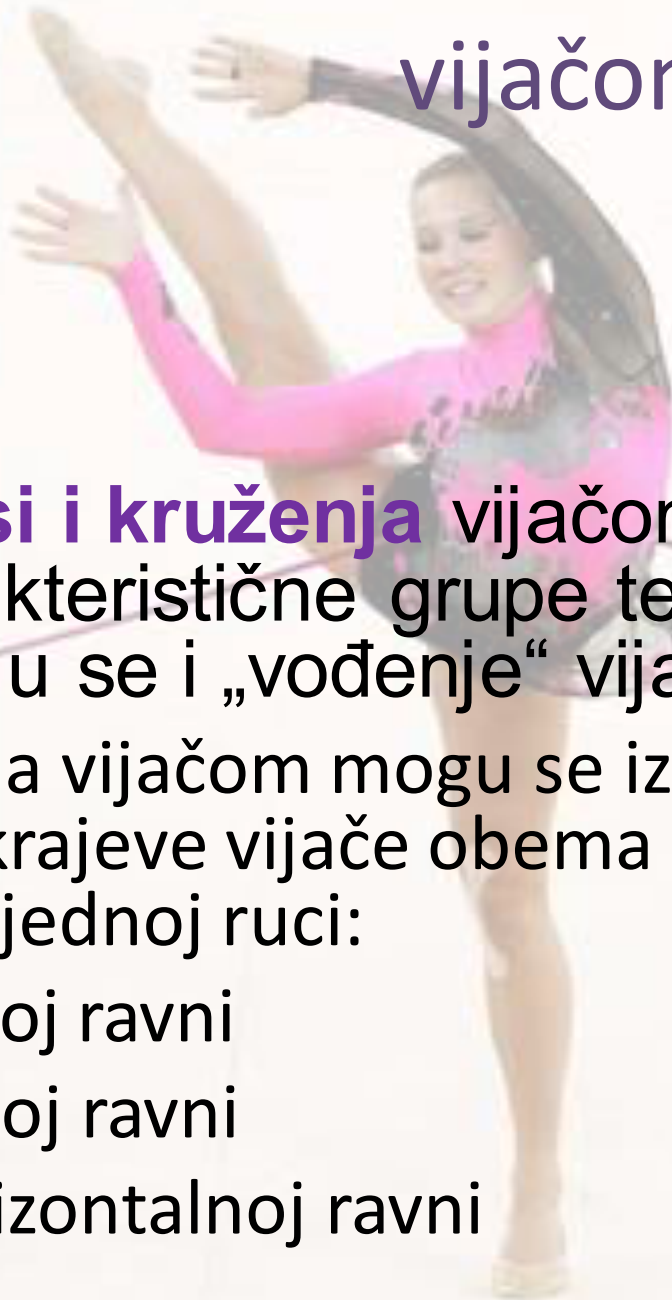 vijačom
si i kruženja vijačom
kteristične grupe te
u se i „vođenje“ vija
a vijačom mogu se iz
krajeve vijače obema
jednoj ruci:
oj ravni
oj ravni
izontalnoj ravni